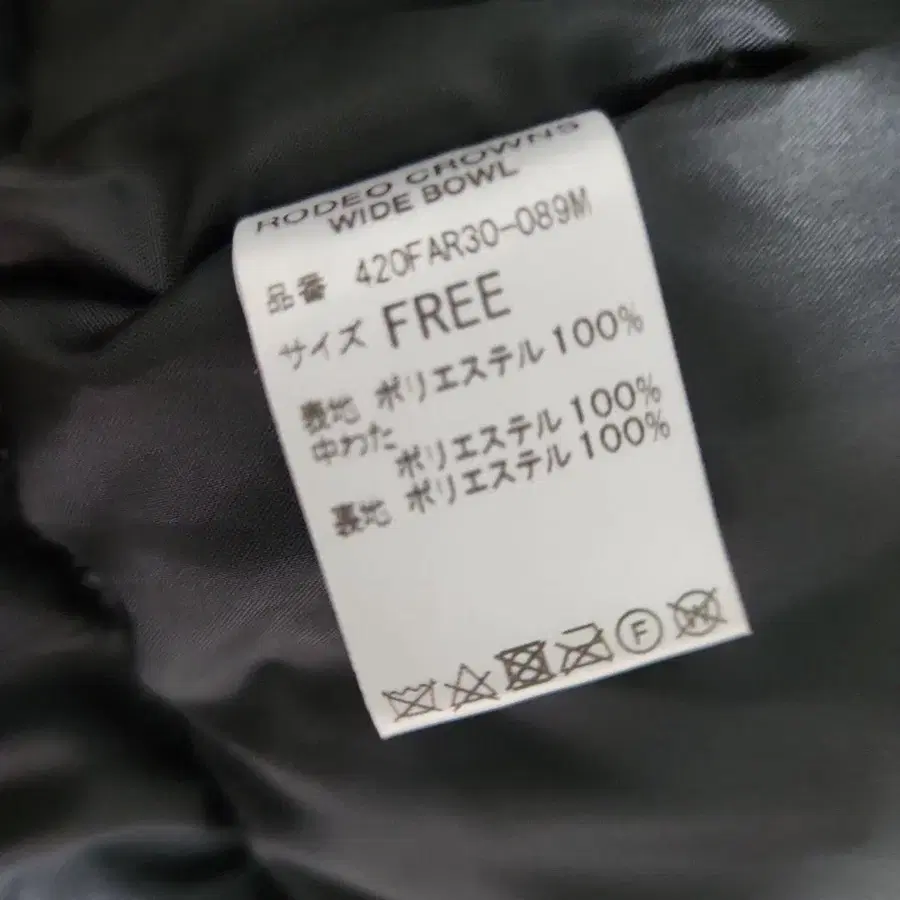 RODEO CROWNS
WIDE BOWL
品番 420FAR30-089M
サイズ FREE
表地 ポリエステル 100%
中わた
ポリエステル 100%
裏地 ポリエステル 100%
F
W